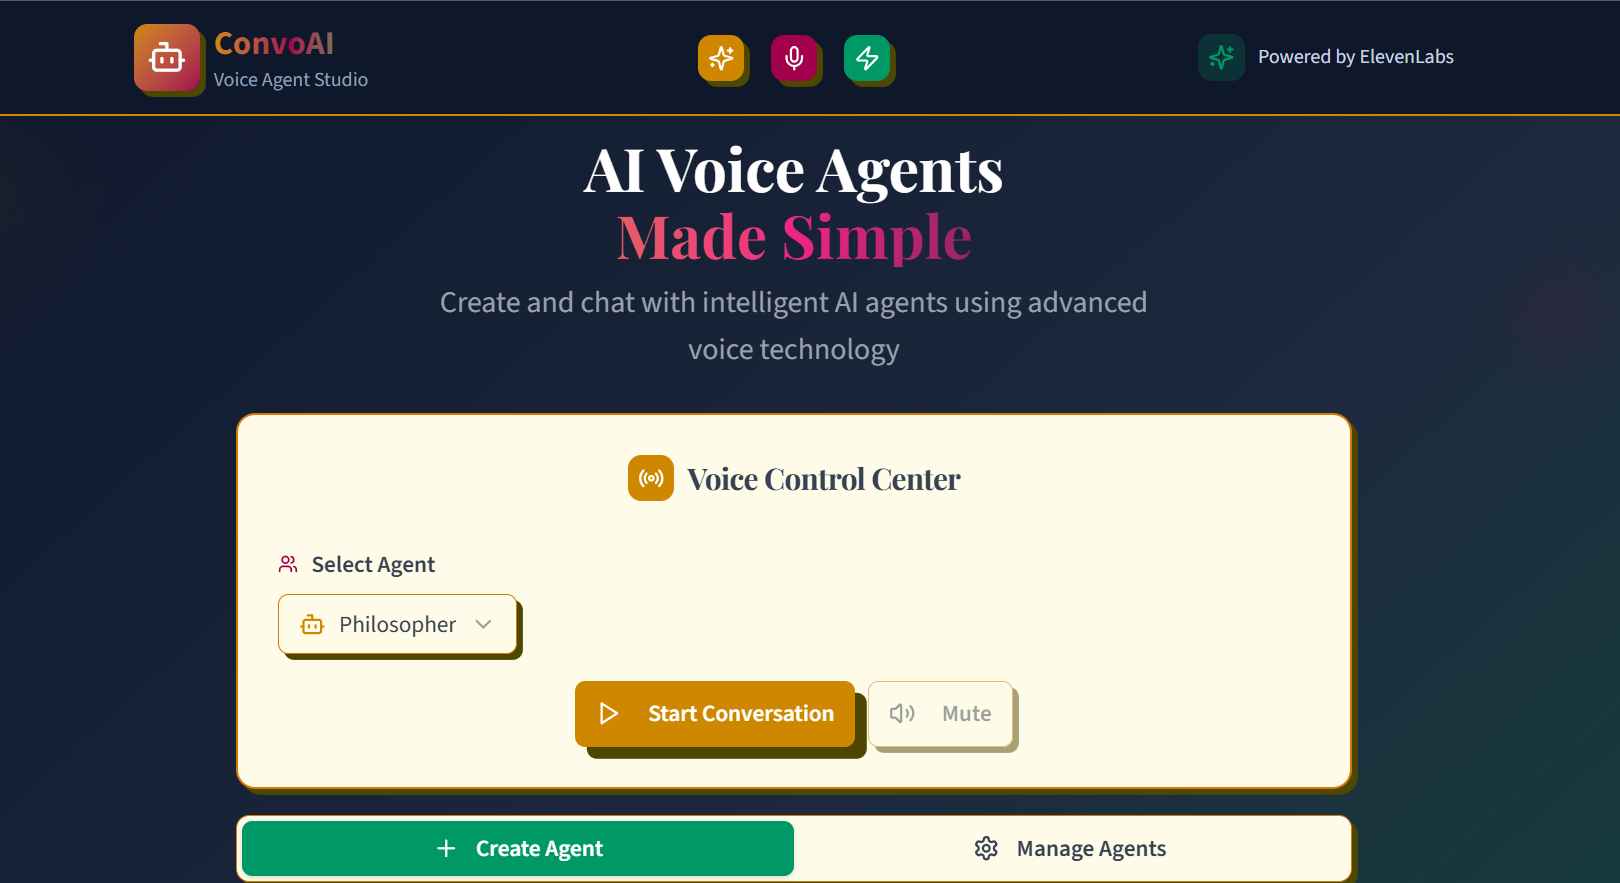 ConvoAI
Voice Agent Studio
Powered by ElevenLabs
AI Voice Agents
Made Simple
Create and chat with intelligent AI agents using advanced
voice technology
Voice Control Center
Select Agent
Philosopher
Start Conversation
Mute
Create Agent
Manage Agents